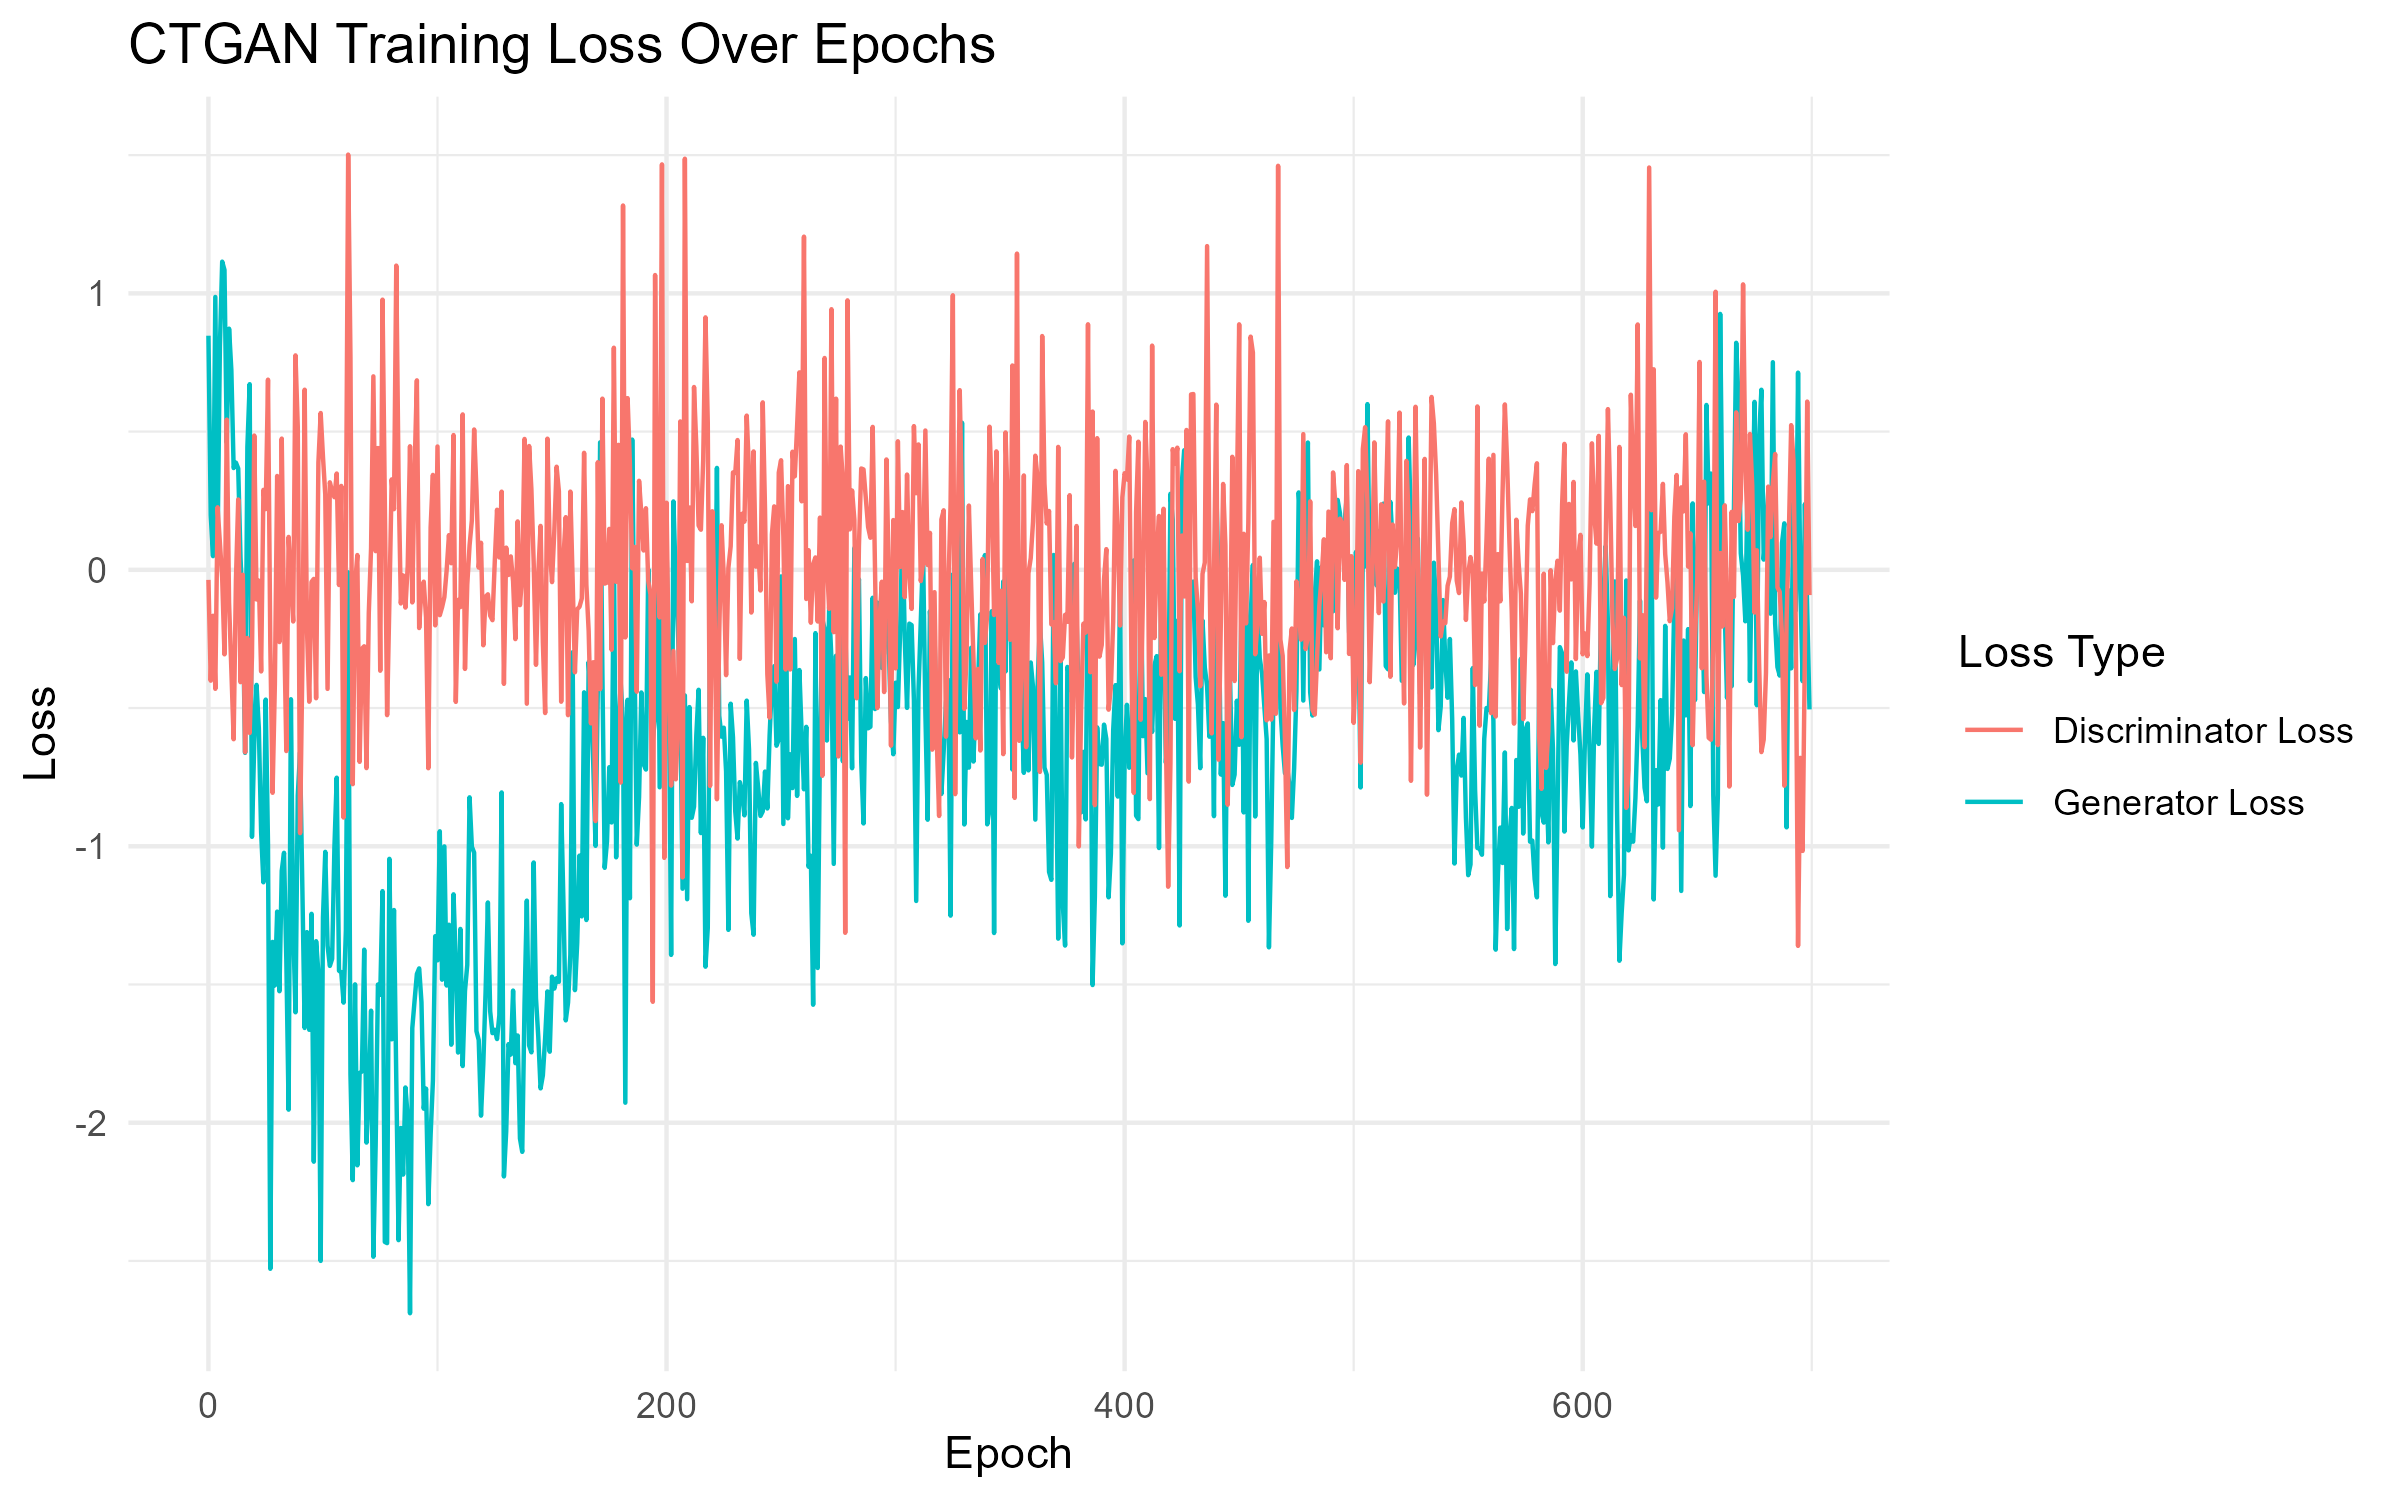 CTGAN Training Loss Over Epochs
1
0
-1
-2
Loss
0 200 400 600
Epoch
Loss Type
Discriminator Loss
Generator Loss